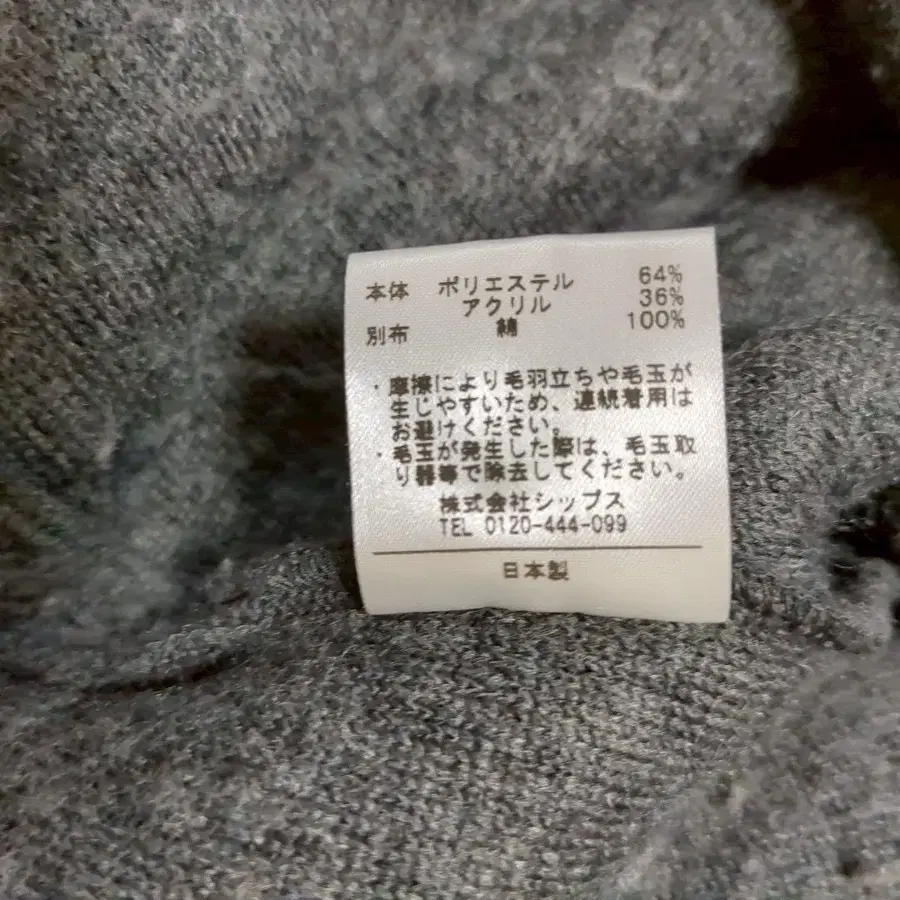 本体 ポリエステル 64%
アクリル 36%
別布 綿 100%
・摩擦により毛羽立ちや毛玉が
生じやすいため、連続着用は
お避けください。
・毛玉が発生した際は、毛玉取
り器等で除去してください。
株式会社シップス
TEL 0120-444-099
日本製